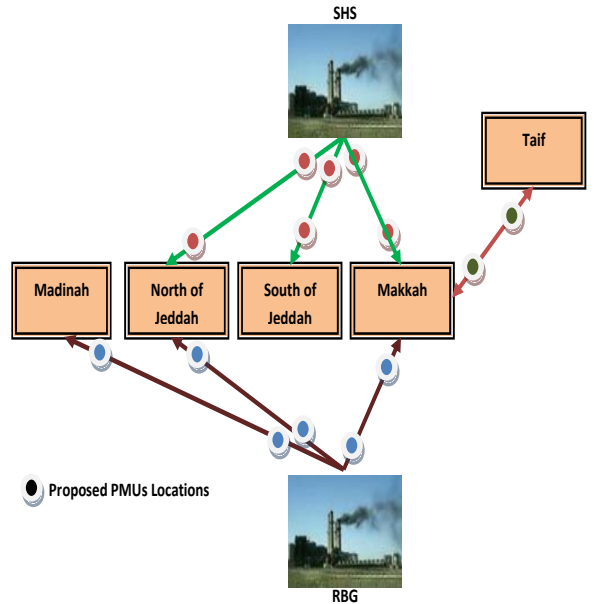 SHS
Taif
Madinah
North of
Jeddah
South of
Jeddah
Makkah
Proposed PMUs Locations
RBG